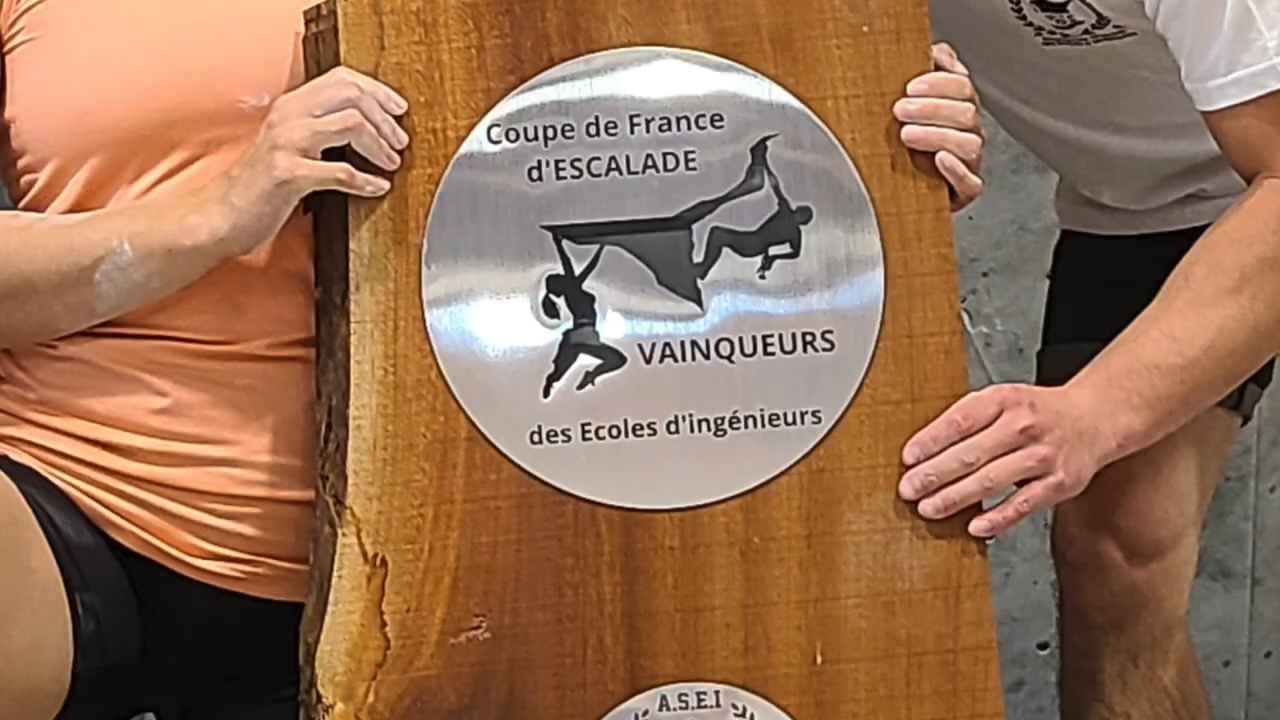 Coupe de France
d'ESCALADE
VAINQUEURS
des Ecoles d'ingénieurs
A.S.E.I